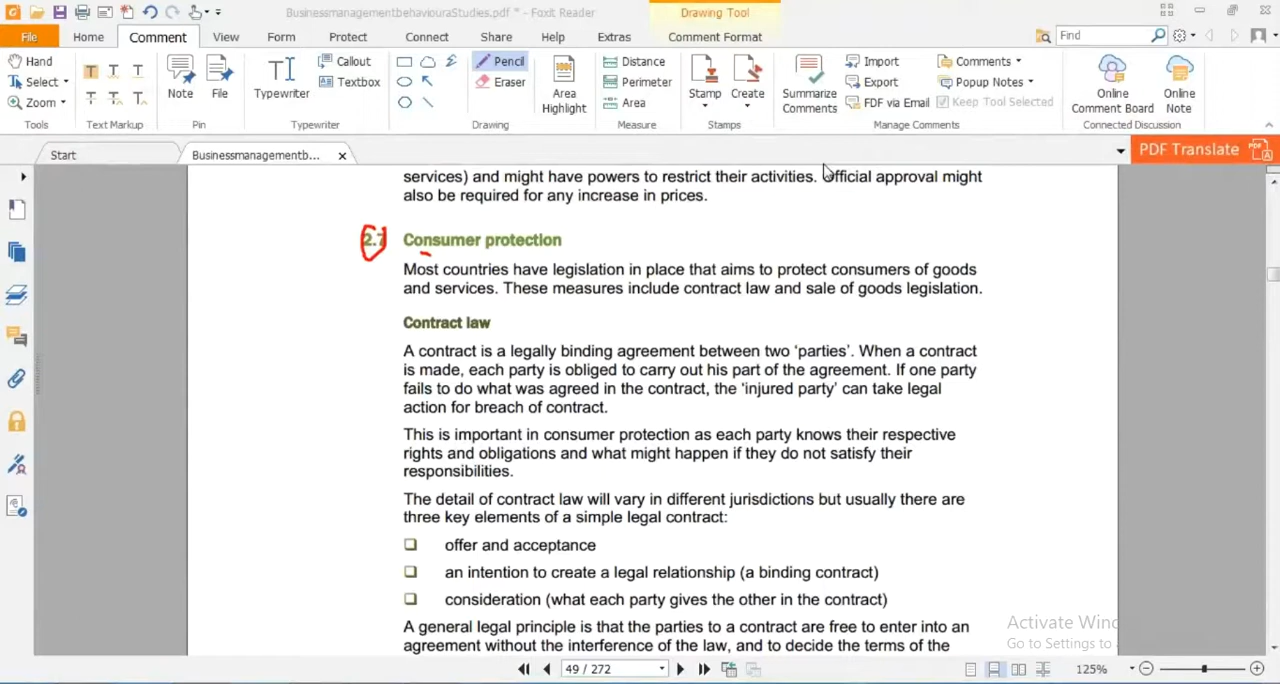 BusinessmanagementbehaviouraStudies.pdf * - Foxit Reader
Drawing Tool
File Home Comment View Form Protect Connect Share Help Extras Comment Format Find
Hand
Select
Zoom
Tools
T T T
T T T
Text Markup
Note File
Pin
Typewriter
Callout
Textbox
Typewriter
Pencil
Eraser
Area
Highlight
Drawing
Distance
Perimeter
Area
Measure
Stamp Create
Stamps
Summarize
Comments
Import
Export
FDF via Email
Comments
Popup Notes
Keep Tool Selected
Manage Comments
Online
Comment Board
Online
Note
Connected Discussion
Start
Businessmanagementb...
PDF Translate
services) and might have powers to restrict their activities. Official approval might
also be required for any increase in prices.
2.7 Consumer protection
Most countries have legislation in place that aims to protect consumers of goods
and services. These measures include contract law and sale of goods legislation.
Contract law
A contract is a legally binding agreement between two ‘parties’. When a contract
is made, each party is obliged to carry out his part of the agreement. If one party
fails to do what was agreed in the contract, the ‘injured party’ can take legal
action for breach of contract.
This is important in consumer protection as each party knows their respective
rights and obligations and what might happen if they do not satisfy their
responsibilities.
The detail of contract law will vary in different jurisdictions but usually there are
three key elements of a simple legal contract:
offer and acceptance
an intention to create a legal relationship (a binding contract)
consideration (what each party gives the other in the contract)
A general legal principle is that the parties to a contract are free to enter into an
agreement without the interference of the law, and to decide the terms of the
Activate Winc
Go to Settings to
49 / 272
125%